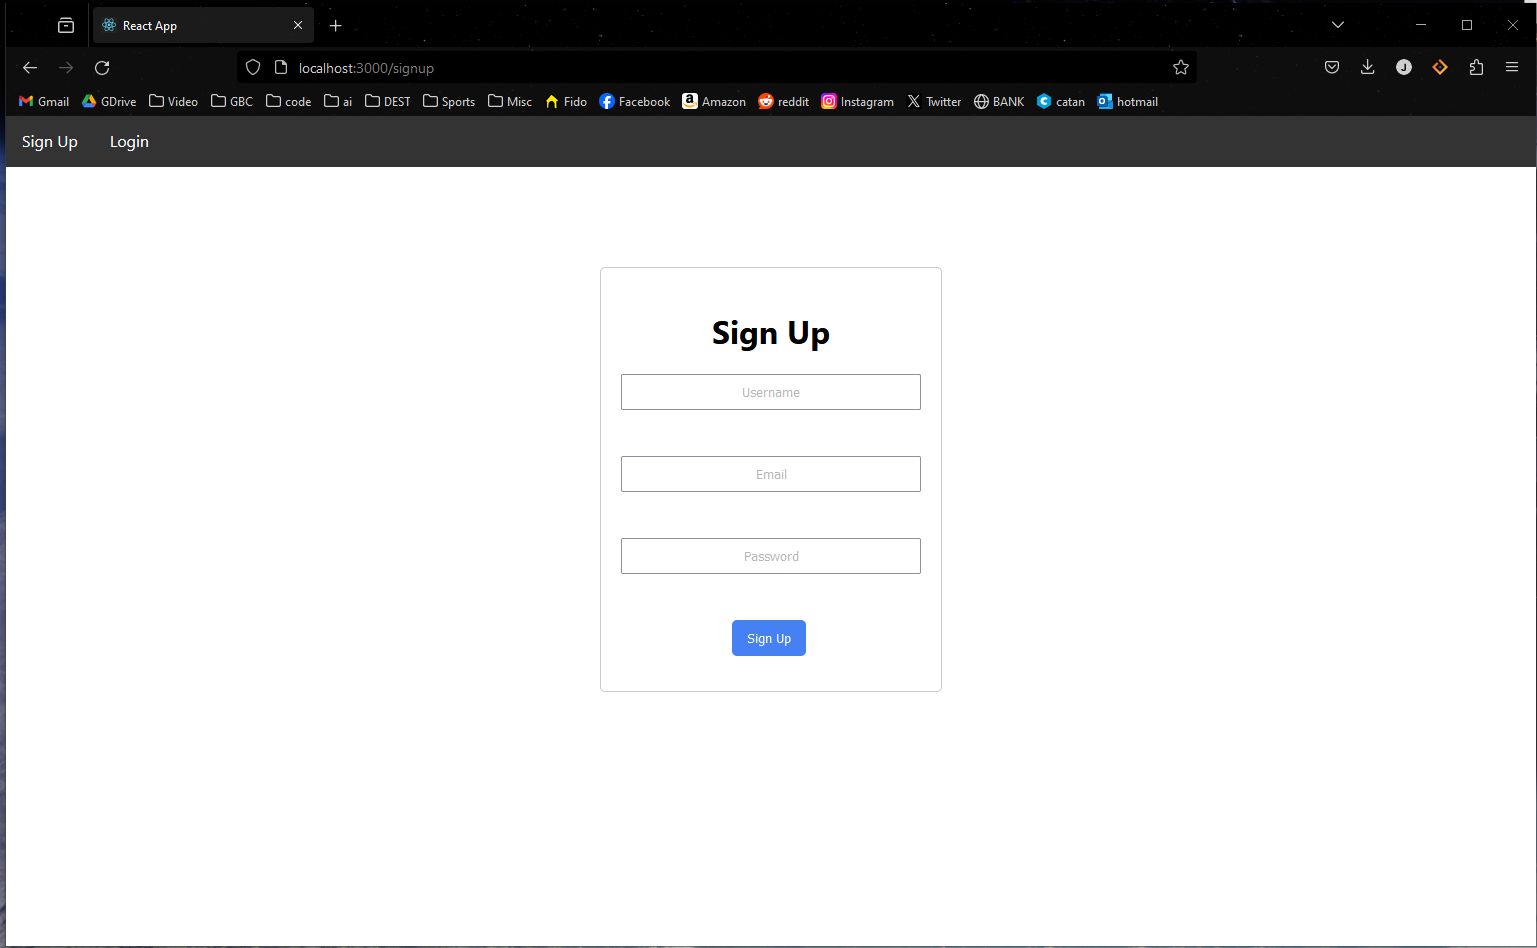 React App
localhost:3000/signup
J
Gmail GDrive Video GBC code ai DEST Sports Misc Fido Facebook Amazon reddit Instagram Twitter BANK catan hotmail
Sign Up Login
Sign Up
Username
Email
Password
Sign Up